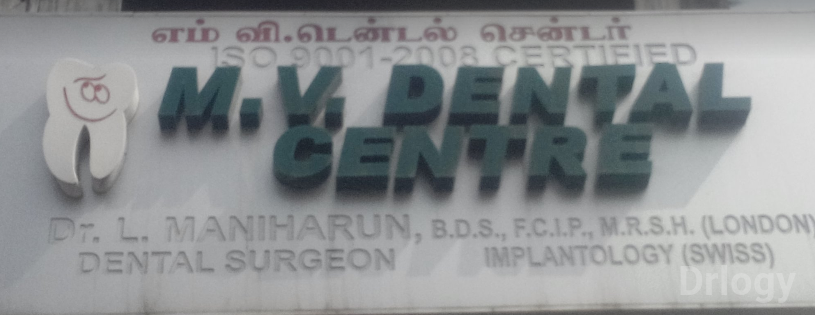 எம் வி.டென்டல் சென்டர்
ISO 9001-2008 CERTIFIED
M.V. DENTAL
CENTRE
Dr. L. MANIHARUN, B.D.S., F.C.I.P., M.R.S.H. (LONDON)
DENTAL SURGEON IMPLANTOLOGY (SWISS)
Drlogy